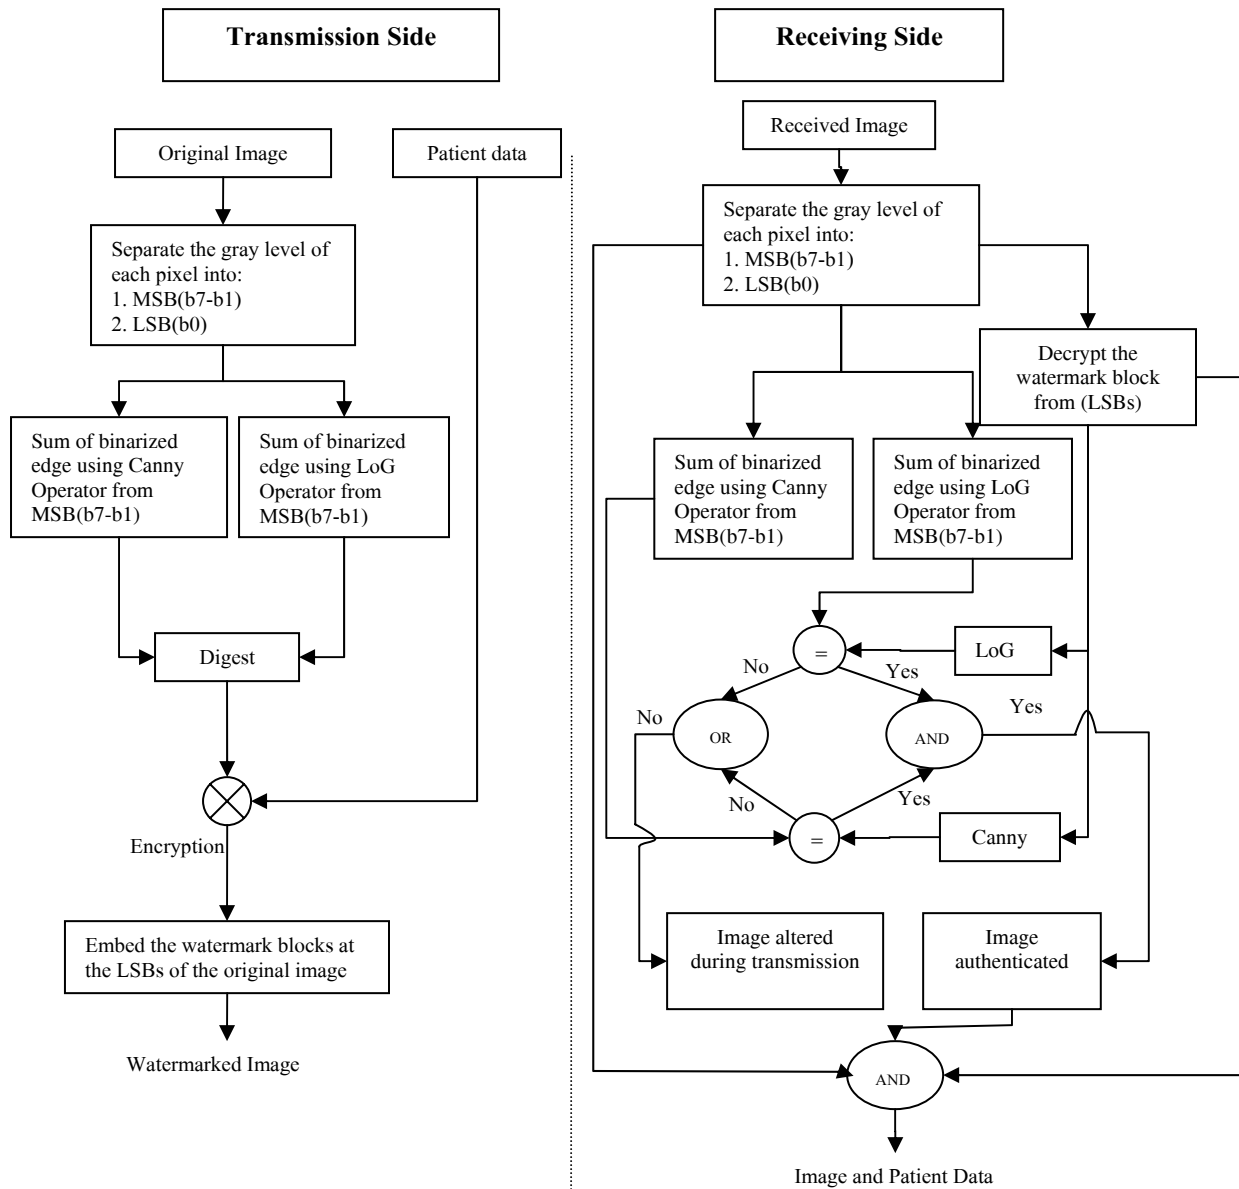 Transmission Side
Original Image
Patient data
Separate the gray level of
each pixel into:
1. MSB(b7-b1)
2. LSB(b0)
Sum of binarized
edge using Canny
Operator from
MSB(b7-b1)
Sum of binarized
edge using LoG
Operator from
MSB(b7-b1)
Digest
Encryption
Embed the watermark blocks at
the LSBs of the original image
Watermarked Image
Receiving Side
Received Image
Separate the gray level of
each pixel into:
1. MSB(b7-b1)
2. LSB(b0)
Decrypt the
watermark block
from (LSBs)
Sum of binarized
edge using Canny
Operator from
MSB(b7-b1)
Sum of binarized
edge using LoG
Operator from
MSB(b7-b1)
=
LoG
No
Yes
No
Yes
OR
AND
No
Yes
=
Canny
Image altered
during transmission
Image
authenticated
AND
Image and Patient Data